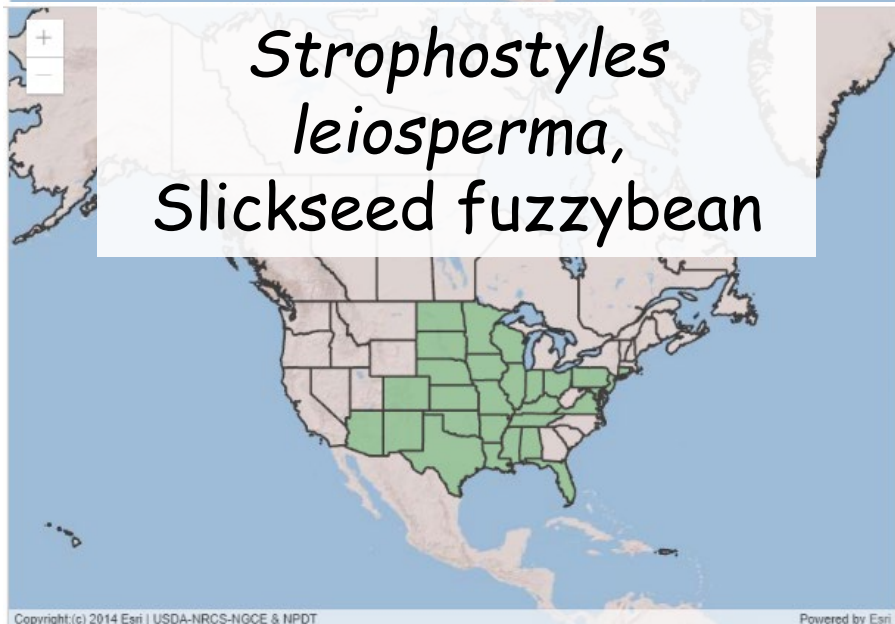 +
−
Strophostyles
leiosperma,
Slickseed fuzzybean
Copyright:(c) 2014 Esri | USDA-NRCS-NGCE & NPDT
Powered by Esri